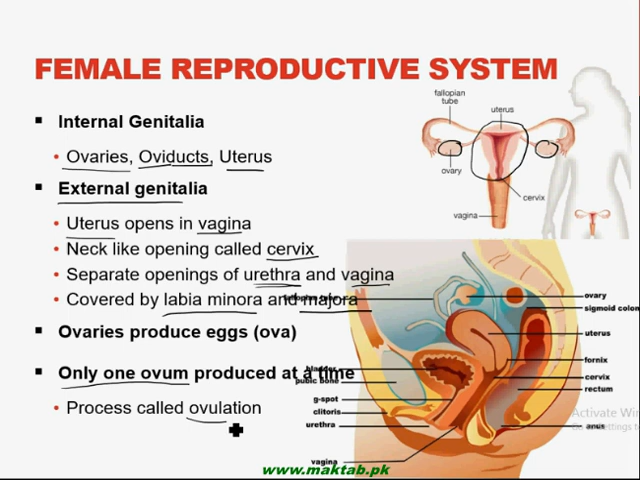 FEMALE REPRODUCTIVE SYSTEM
Internal Genitalia
Ovaries, Oviducts, Uterus
External genitalia
Uterus opens in vagina
Neck like opening called cervix
Separate openings of urethra and vagina
Covered by labia minora and majora
Ovaries produce eggs (ova)
Only one ovum produced at a time
Process called ovulation
fallopian
tube
uterus
ovary
cervix
vagina
ovary
sigmoid colon
uterus
fornix
cervix
rectum
anus
bladder
pubic bone
g-spot
clitoris
urethra
vagina
Activate Win
www.maktab.pk